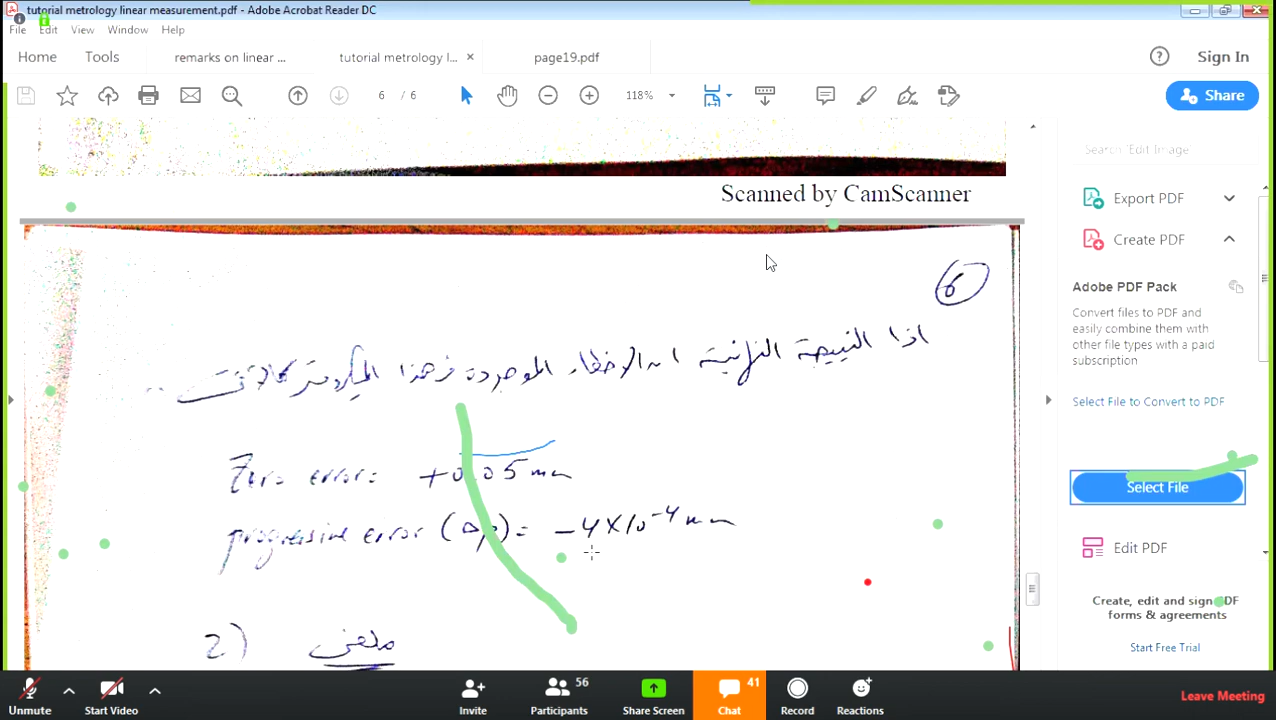 tutorial metrology linear measurement.pdf - Adobe Acrobat Reader DC
File Edit View Window Help
Home Tools remarks on linear ... tutorial metrology l... × page19.pdf Sign In
6 / 6 118% Share
Search 'Edit Image'
Scanned by CamScanner
Export PDF
Create PDF
6
Adobe PDF Pack
Convert files to PDF and
easily combine them with
other file types with a paid
subscription
اذا النتيجة النهائية ان الاخطاء الموجودة في هذا الميكرومتر كالاتي
Select File to Convert to PDF
Zero error = +0.05 mm
Select File
progressive error (Δp) = -4 X 10-4 mm
Edit PDF
Create, edit and sign PDF
forms & agreements
2)
Start Free Trial
Unmute Start Video Invite 56 Participants Share Screen 41 Chat Record Reactions Leave Meeting